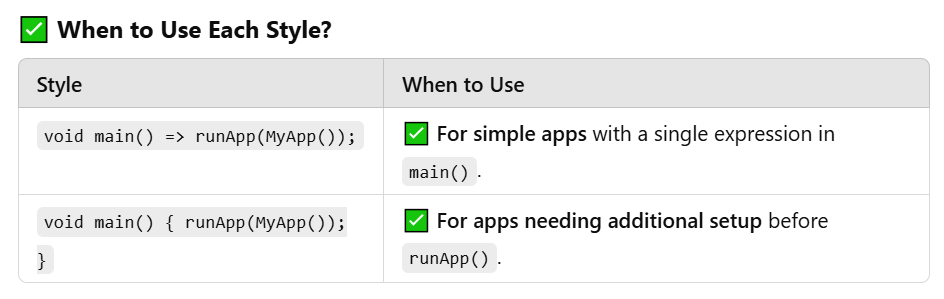 ✅ When to Use Each Style?
Style When to Use
void main() => runApp(MyApp()); ✅ For simple apps with a single expression in
main() .
void main() { runApp(MyApp()); ✅ For apps needing additional setup before
} runApp() .